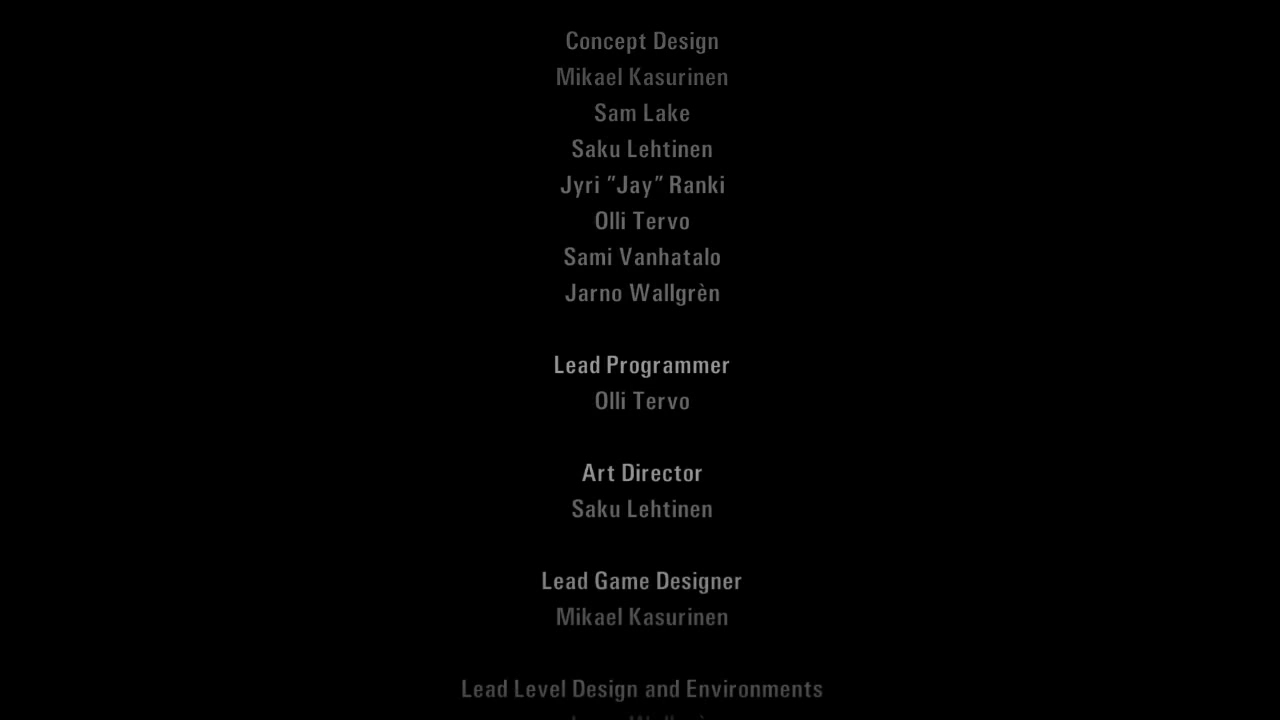 Concept Design
Mikael Kasurinen
Sam Lake
Saku Lehtinen
Jyri "Jay" Ranki
Olli Tervo
Sami Vanhatalo
Jarno Wallgrèn
Lead Programmer
Olli Tervo
Art Director
Saku Lehtinen
Lead Game Designer
Mikael Kasurinen
Lead Level Design and Environments